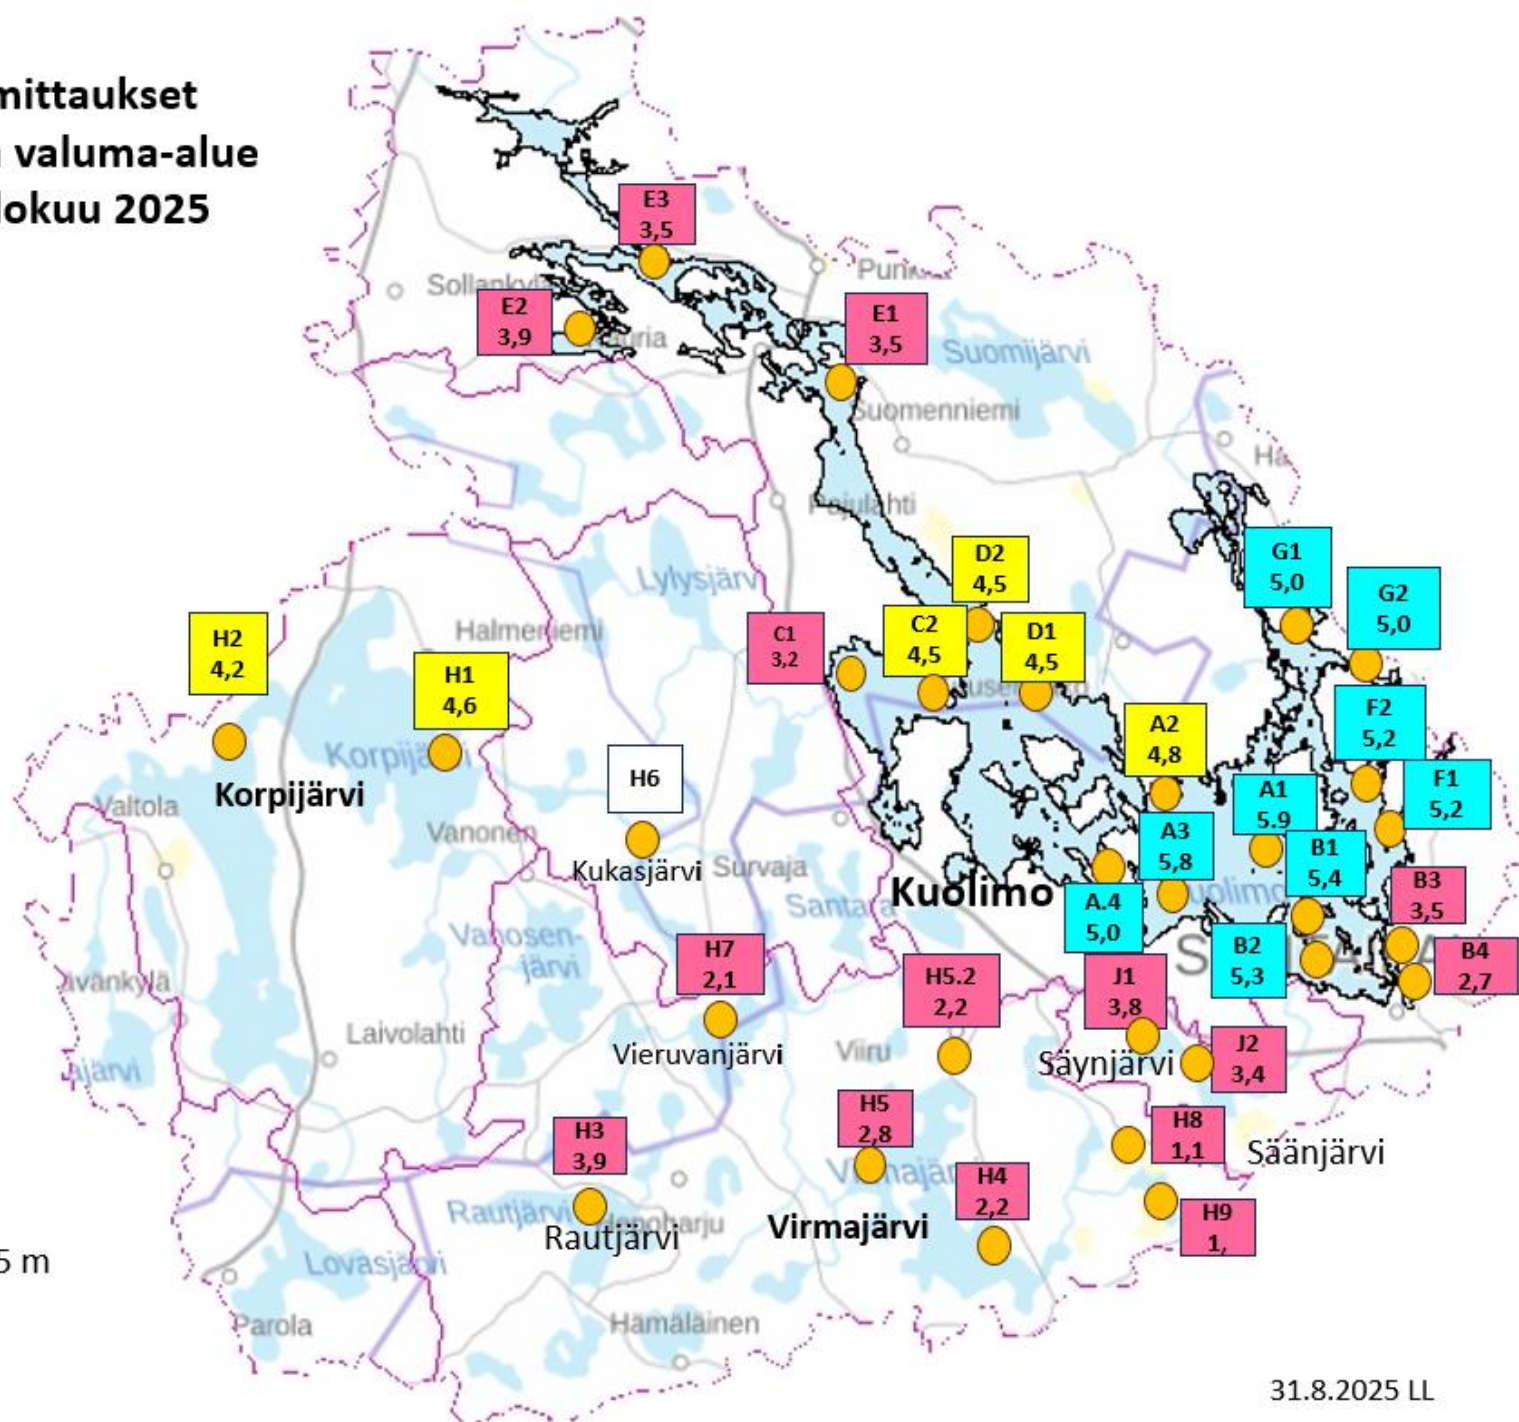 mittaukset
valuma-alue
lokuu 2025
E3
3,5
Sollankylä
E2
3,9
E1
3,5
Suomijärvi
Suomenniemi
Pajulahti
Lylysjärvi
D2
4,5
G1
5,0
G2
5,0
H2
4,2
Halmeniemi
H1
4,6
C1
3,2
C2
4,5
D1
4,5
F2
5,2
A2
4,8
Korpijärvi
Korpijärvi
H6
A1
5.9
F1
5,2
Valtola
Vanonen
Kukasjärvi
Survaja
A3
5,8
B1
5,4
B3
3,5
Kuolimo
Santara
A.4
5,0
uolimo
Vanosen-
järvi
H7
2,1
H5.2
2,2
J1
3,8
B2
5,3
B4
2,7
ävänkylä
Laivolahti
Vieruvanjärvi
Viiru
Säynjärvi
J2
3,4
ajärvi
H5
2,8
H3
3,9
H8
1,1
Säänjärvi
H4
2,2
Rautjärvi
Rautjärvi
Virmajärvi
H9
1,
5 m
Lovasjärvi
Parola
Hämäläinen
31.8.2025 LL